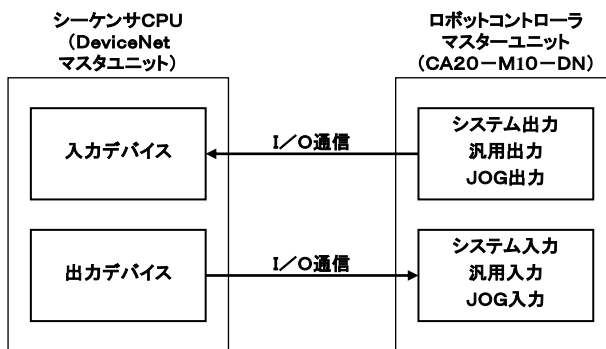 シーケンサCPU
（DeviceNet
マスタユニット）
ロボットコントローラ
マスターユニット
（CA20－M10－DN）
入力デバイス
I／O通信
システム出力
汎用出力
JOG出力
出力デバイス
I／O通信
システム入力
汎用入力
JOG入力